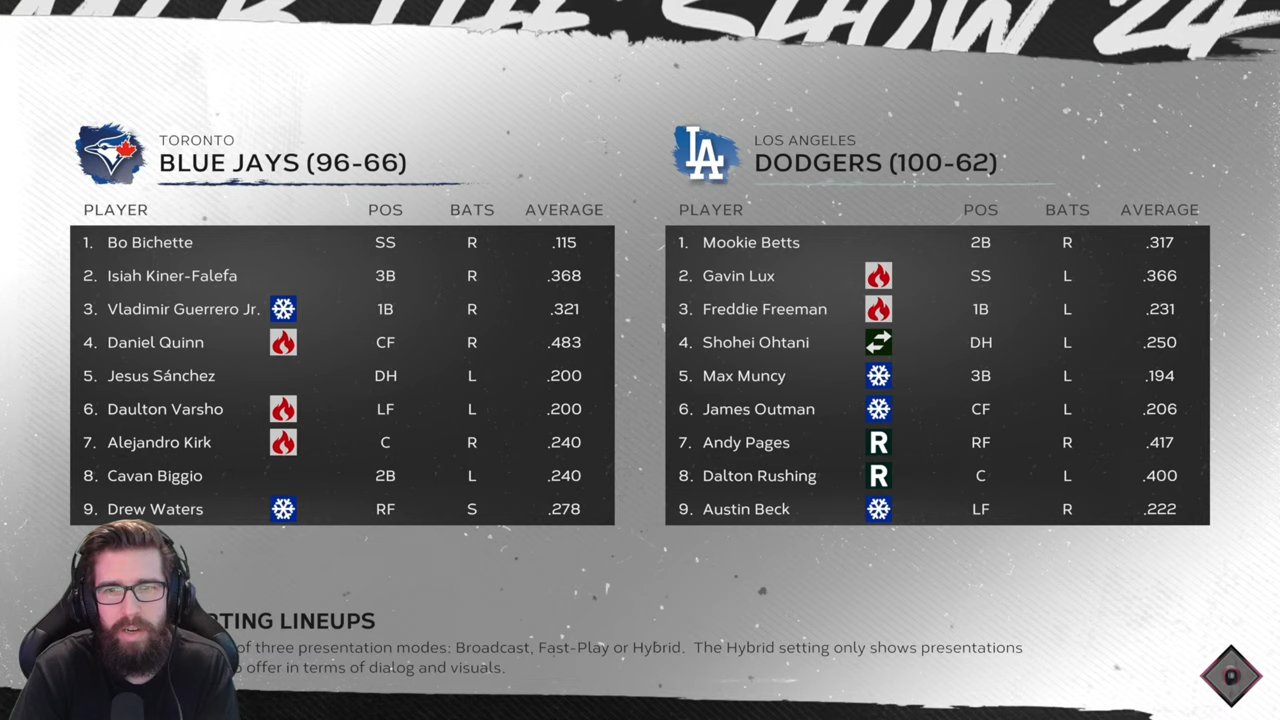 MLB THE SHOW 24
TORONTO
BLUE JAYS (96-66)
PLAYER POS BATS AVERAGE
1. Bo Bichette SS R .115
2. Isiah Kiner-Falefa 3B R .368
3. Vladimir Guerrero Jr. 1B R .321
4. Daniel Quinn CF R .483
5. Jesus Sánchez DH L .200
6. Daulton Varsho LF L .200
7. Alejandro Kirk C R .240
8. Cavan Biggio 2B L .240
9. Drew Waters RF S .278
LA
LOS ANGELES
DODGERS (100-62)
PLAYER POS BATS AVERAGE
1. Mookie Betts 2B R .317
2. Gavin Lux SS L .366
3. Freddie Freeman 1B L .231
4. Shohei Ohtani DH L .250
5. Max Muncy 3B L .194
6. James Outman CF L .206
7. Andy Pages R RF R .417
8. Dalton Rushing R C L .400
9. Austin Beck LF R .222
RTING LINEUPS
of three presentation modes: Broadcast, Fast-Play or Hybrid. The Hybrid setting only shows presentations
offer in terms of dialog and visuals.